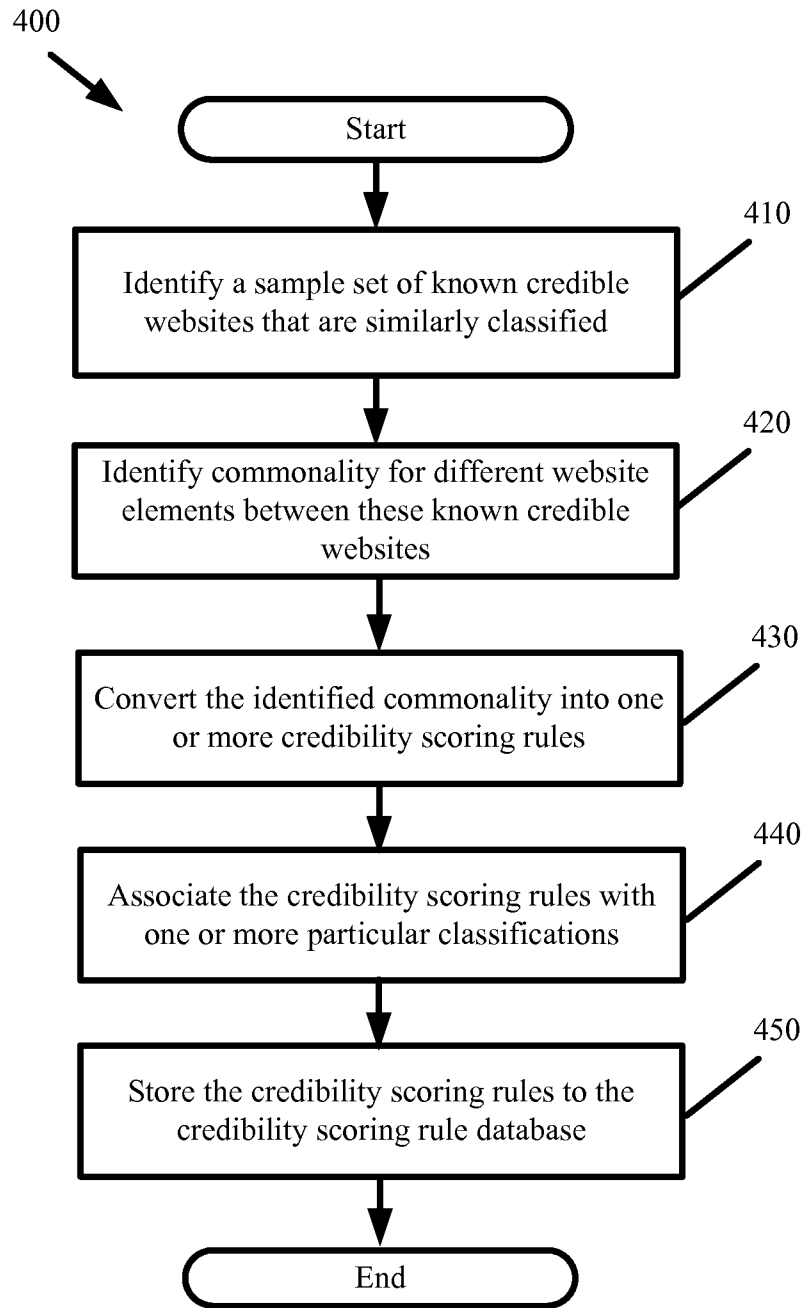 400
Start
410
Identify a sample set of known credible
websites that are similarly classified
420
Identify commonality for different website
elements between these known credible
websites
430
Convert the identified commonality into one
or more credibility scoring rules
440
Associate the credibility scoring rules with
one or more particular classifications
450
Store the credibility scoring rules to the
credibility scoring rule database
End